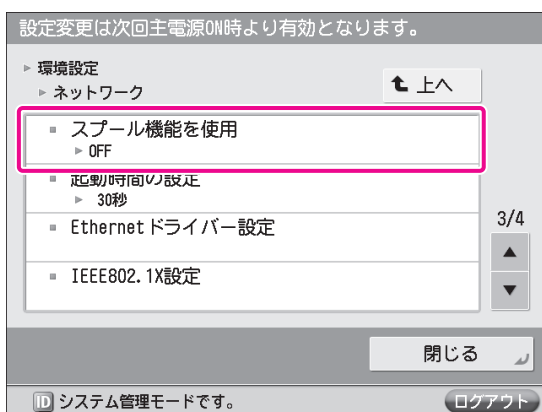 設定変更は次回主電源ON時より有効となります。
環境設定
ネットワーク
上へ
スプール機能を使用
OFF
起動時間の設定
30秒
Ethernetドライバー設定
IEEE802.1X設定
3/4
閉じる
ID システム管理モードです。
ログアウト